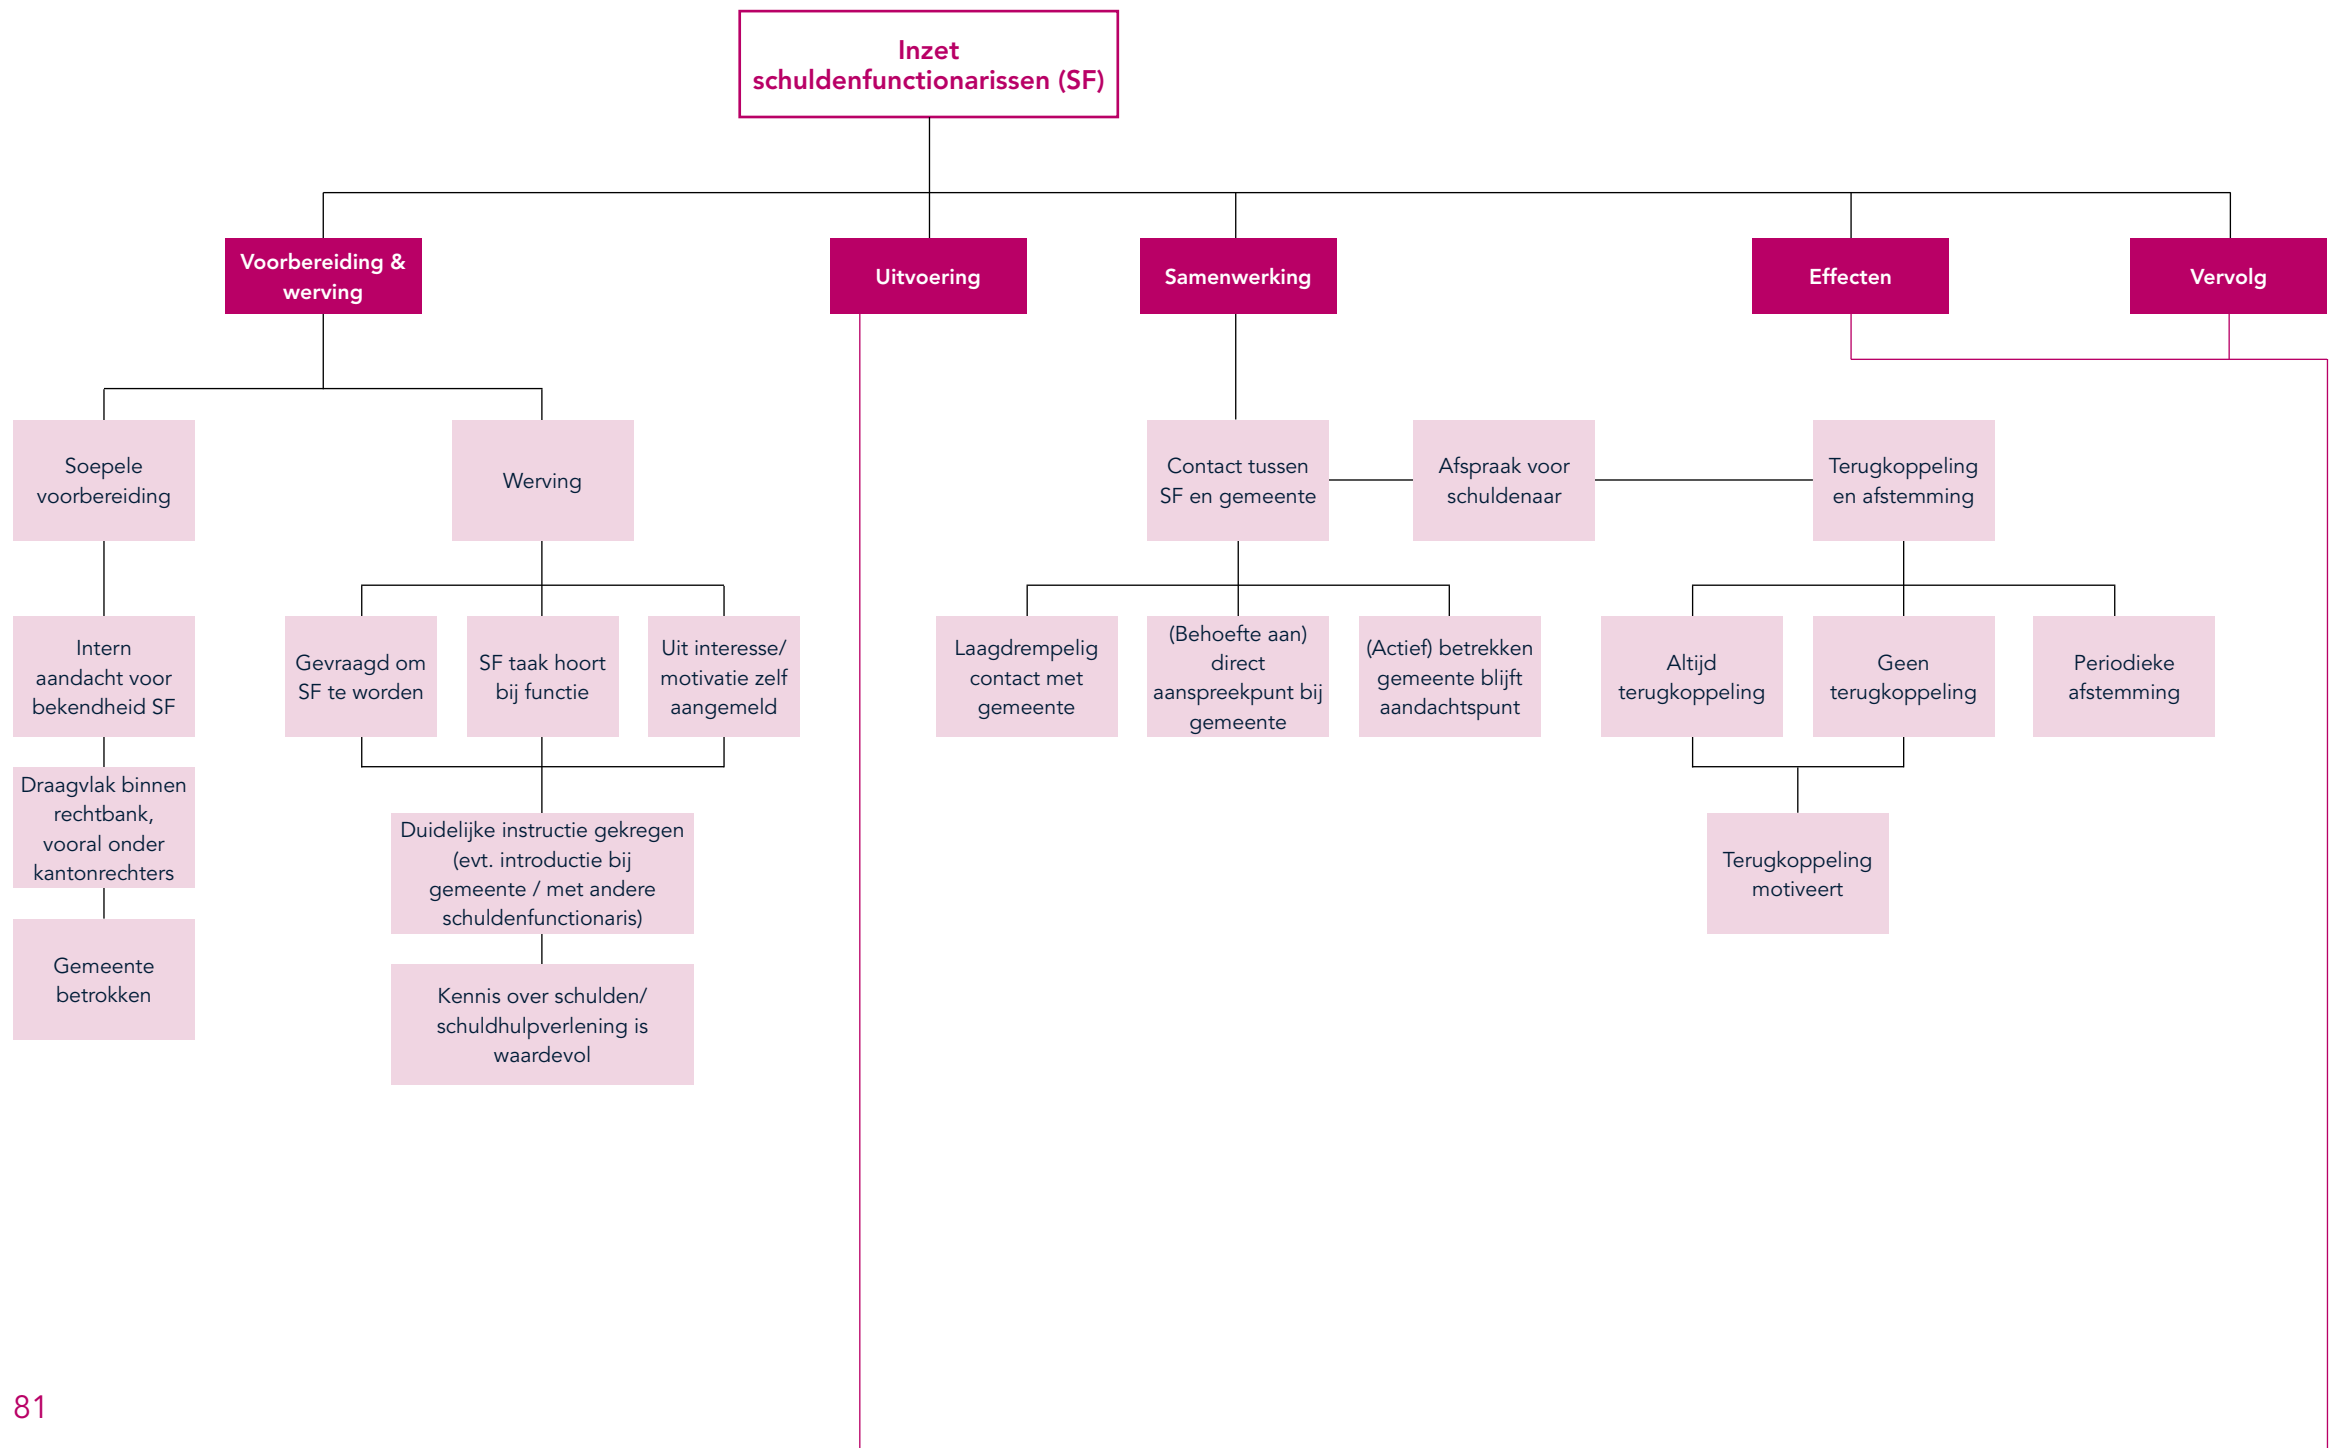 Inzet
schuldenfunctionarissen (SF)
Voorbereiding &
werving
Uitvoering
Samenwerking
Effecten
Vervolg
Soepele
voorbereiding
Werving
Contact tussen
SF en gemeente
Afspraak voor
schuldenaar
Terugkoppeling
en afstemming
Intern
aandacht voor
bekendheid SF
Gevraagd om
SF te worden
SF taak hoort
bij functie
Uit interesse/
motivatie zelf
aangemeld
Laagdrempelig
contact met
gemeente
(Behoefte aan)
direct
aanspreekpunt bij
gemeente
(Actief) betrekken
gemeente blijft
aandachtspunt
Altijd
terugkoppeling
Geen
terugkoppeling
Periodieke
afstemming
Draagvlak binnen
rechtbank,
vooral onder
kantonrechters
Duidelijke instructie gekregen
(evt. introductie bij
gemeente / met andere
schuldenfunctionaris)
Terugkoppeling
motiveert
Gemeente
betrokken
Kennis over schulden/
schuldhulpverlening is
waardevol
81